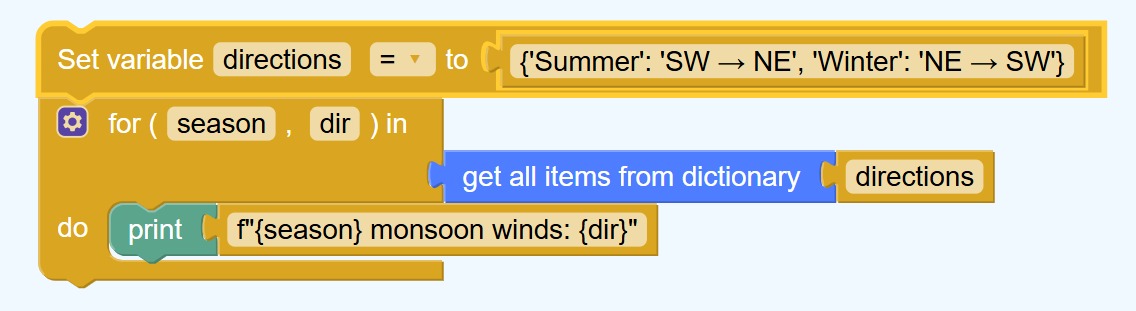 Set variable directions = to {'Summer': 'SW → NE', 'Winter': 'NE → SW'}
for ( season , dir ) in
get all items from dictionary directions
do print f"{season} monsoon winds: {dir}"